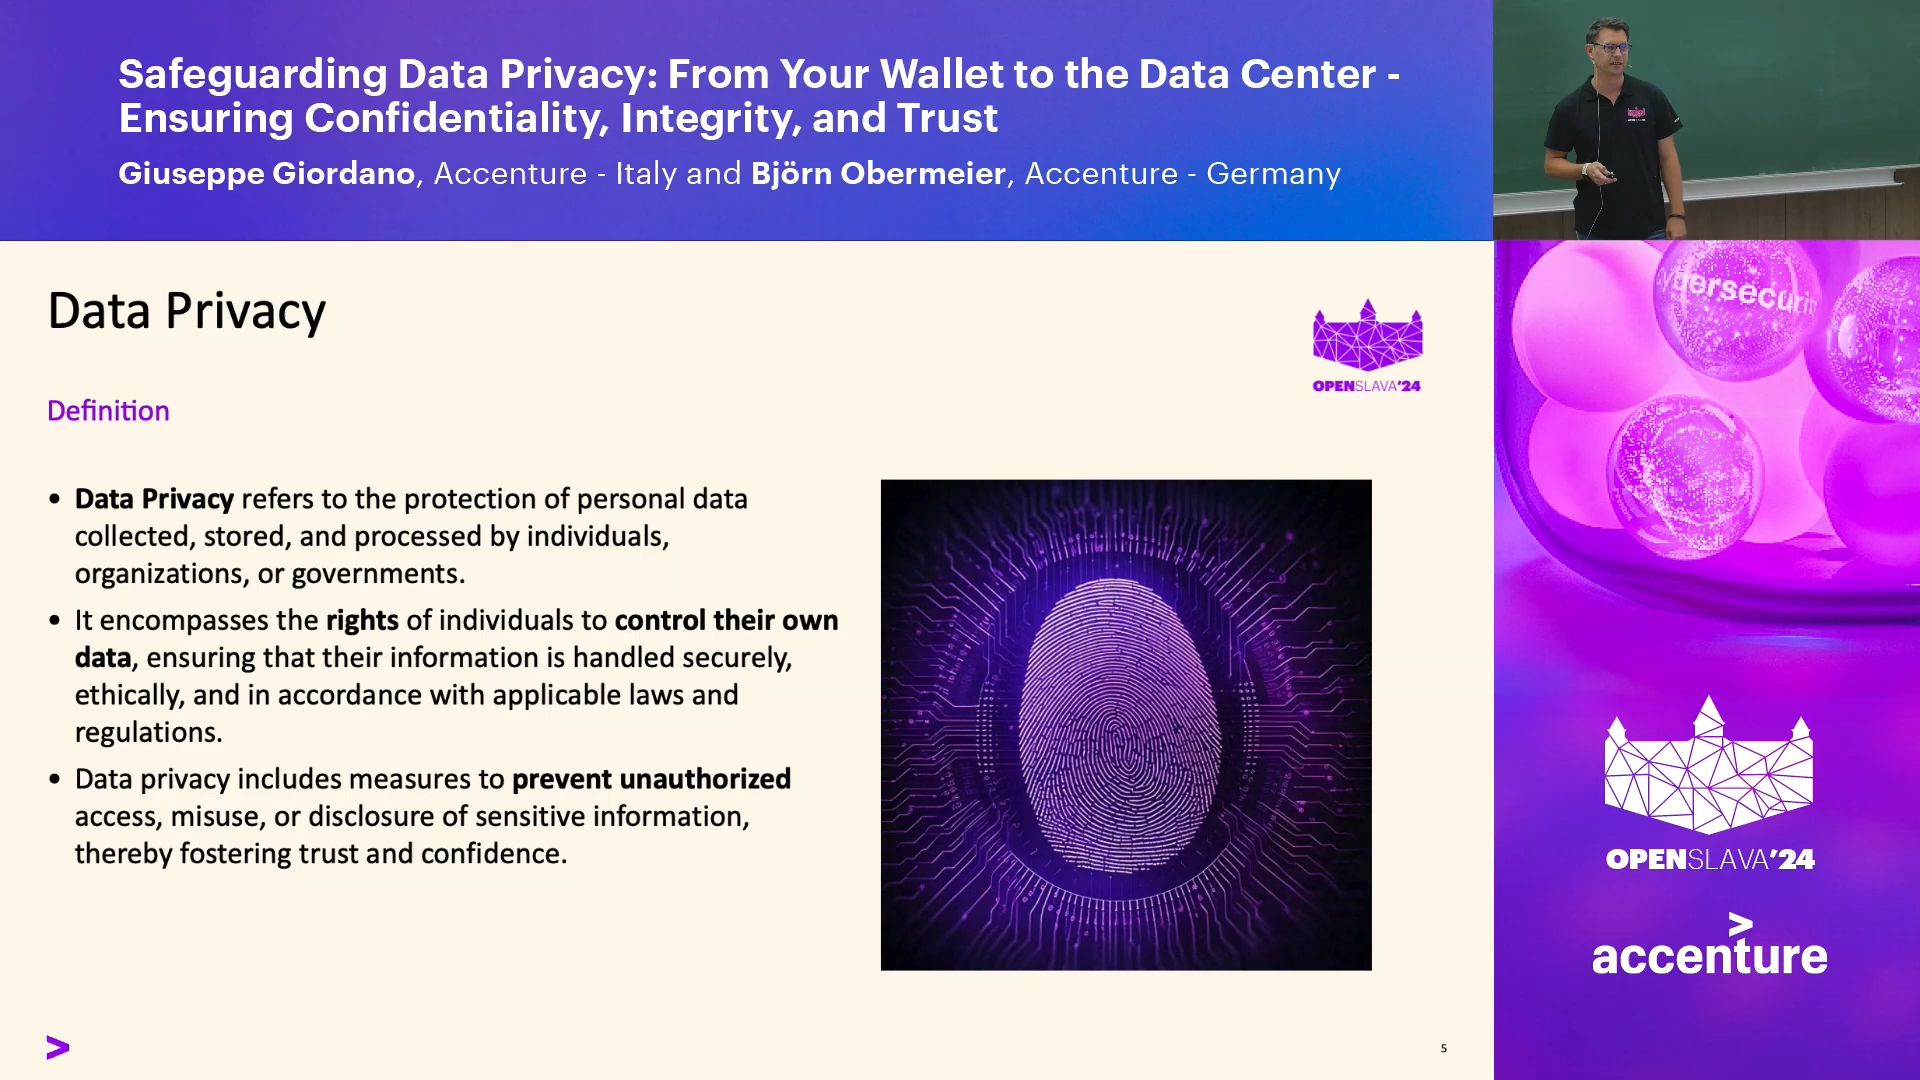 Safeguarding Data Privacy: From Your Wallet to the Data Center -
Ensuring Confidentiality, Integrity, and Trust
Giuseppe Giordano, Accenture - Italy and Björn Obermeier, Accenture - Germany
Data Privacy
OPENSLAVA'24
Definition
• Data Privacy refers to the protection of personal data
collected, stored, and processed by individuals,
organizations, or governments.
• It encompasses the rights of individuals to control their own
data, ensuring that their information is handled securely,
ethically, and in accordance with applicable laws and
regulations.
• Data privacy includes measures to prevent unauthorized
access, misuse, or disclosure of sensitive information,
thereby fostering trust and confidence.
>
5
OPENSLAVA'24
>
accenture